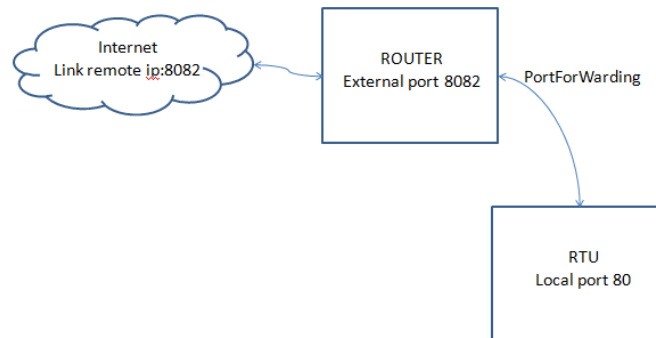 Internet
Link remote ip:8082
ROUTER
External port 8082
PortForWarding
RTU
Local port 80